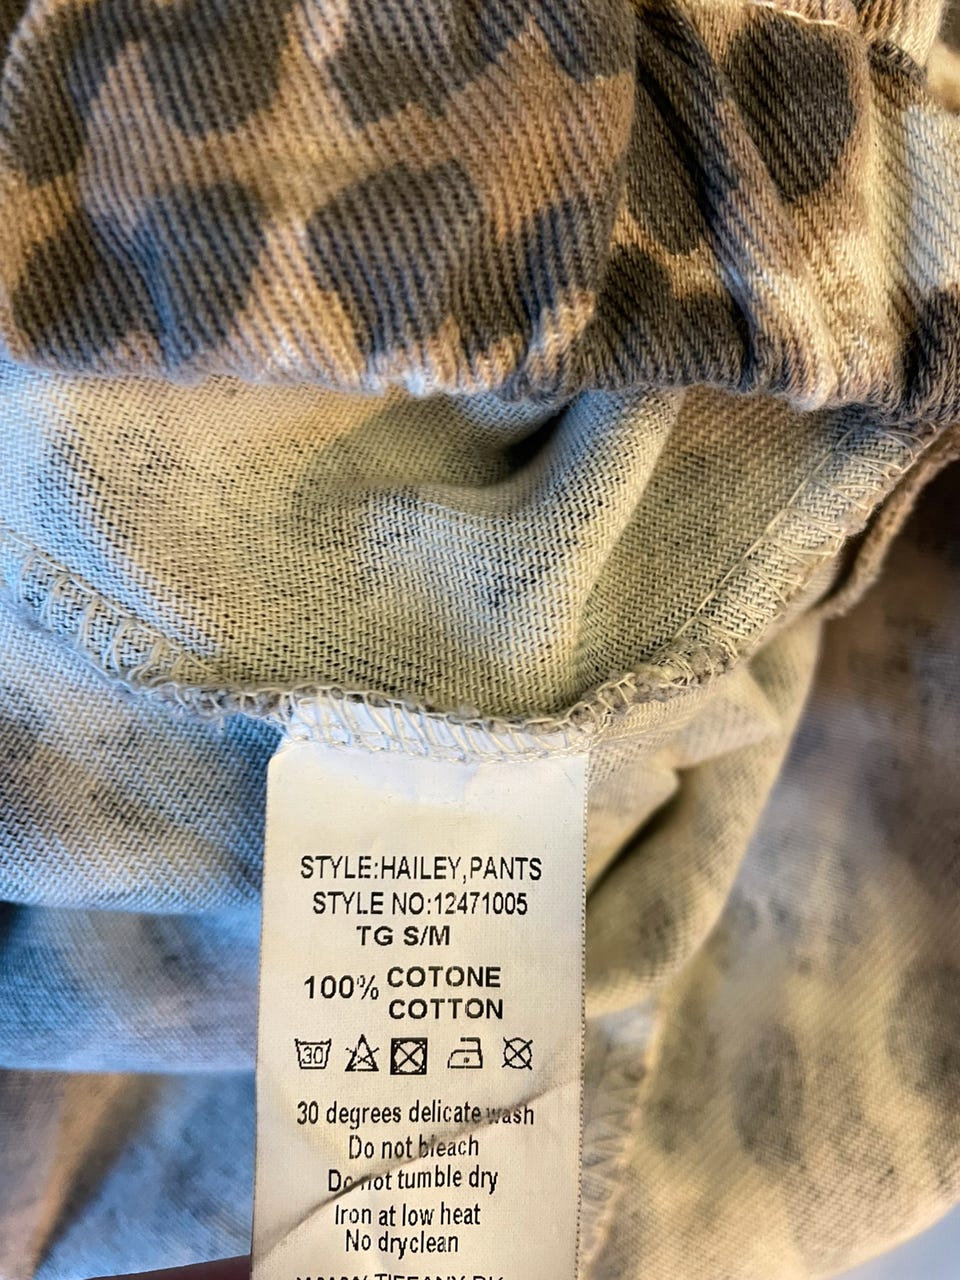 STYLE:HAILEY,PANTS
STYLE NO:12471005
TG S/M
100% COTONE
COTTON
30
30 degrees delicate wash
Do not bleach
Do not tumble dry
Iron at low heat
No dryclean